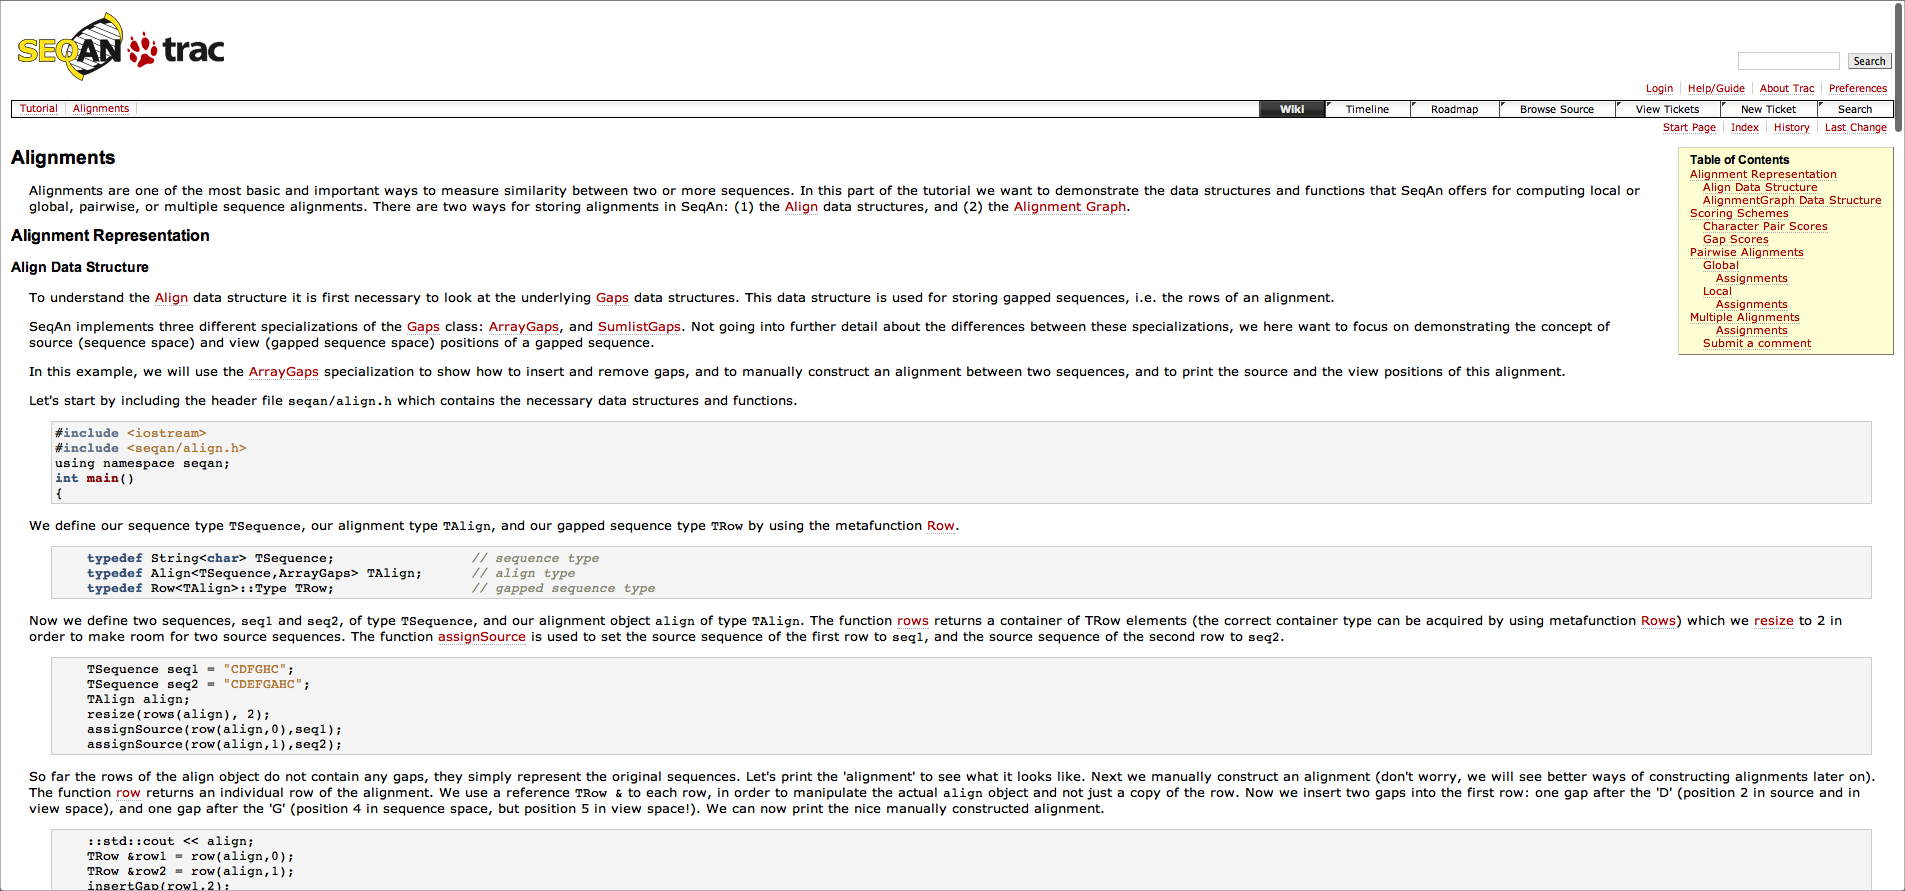 SEQAN trac
Search
Login Help/Guide About Trac Preferences
Tutorial Alignments Wiki Timeline Roadmap Browse Source View Tickets New Ticket Search
Start Page Index History Last Change
Alignments
Alignments are one of the most basic and important ways to measure similarity between two or more sequences. In this part of the tutorial we want to demonstrate the data structures and functions that SeqAn offers for computing local or
global, pairwise, or multiple sequence alignments. There are two ways for storing alignments in SeqAn: (1) the Align data structures, and (2) the Alignment Graph.
Table of Contents
Alignment Representation
Align Data Structure
AlignmentGraph Data Structure
Scoring Schemes
Character Pair Scores
Gap Scores
Pairwise Alignments
Global
Assignments
Local
Assignments
Multiple Alignments
Assignments
Submit a comment
Alignment Representation
Align Data Structure
To understand the Align data structure it is first necessary to look at the underlying Gaps data structures. This data structure is used for storing gapped sequences, i.e. the rows of an alignment.
SeqAn implements three different specializations of the Gaps class: ArrayGaps, and SumlistGaps. Not going into further detail about the differences between these specializations, we here want to focus on demonstrating the concept of
source (sequence space) and view (gapped sequence space) positions of a gapped sequence.
In this example, we will use the ArrayGaps specialization to show how to insert and remove gaps, and to manually construct an alignment between two sequences, and to print the source and the view positions of this alignment.
Let's start by including the header file seqan/align.h which contains the necessary data structures and functions.
#include <iostream>
#include <seqan/align.h>
using namespace seqan;
int main()
{
We define our sequence type TSequence, our alignment type TAlign, and our gapped sequence type TRow by using the metafunction Row.
typedef String<char> TSequence; // sequence type
typedef Align<TSequence,ArrayGaps> TAlign; // align type
typedef Row<TAlign>::Type TRow; // gapped sequence type
Now we define two sequences, seq1 and seq2, of type TSequence, and our alignment object align of type TAlign. The function rows returns a container of TRow elements (the correct container type can be acquired by using metafunction Rows) which we resize to 2 in
order to make room for two source sequences. The function assignSource is used to set the source sequence of the first row to seq1, and the source sequence of the second row to seq2.
TSequence seq1 = "CDFGHC";
TSequence seq2 = "CDEFGAHC";
TAlign align;
resize(rows(align), 2);
assignSource(row(align,0),seq1);
assignSource(row(align,1),seq2);
So far the rows of the align object do not contain any gaps, they simply represent the original sequences. Let's print the 'alignment' to see what it looks like. Next we manually construct an alignment (don't worry, we will see better ways of constructing alignments later on).
The function row returns an individual row of the alignment. We use a reference TRow & to each row, in order to manipulate the actual align object and not just a copy of the row. Now we insert two gaps into the first row: one gap after the 'D' (position 2 in source and in
view space), and one gap after the 'G' (position 4 in sequence space, but position 5 in view space!). We can now print the nice manually constructed alignment.
::std::cout << align;
TRow &row1 = row(align,0);
TRow &row2 = row(align,1);
insertGap(row1,2);